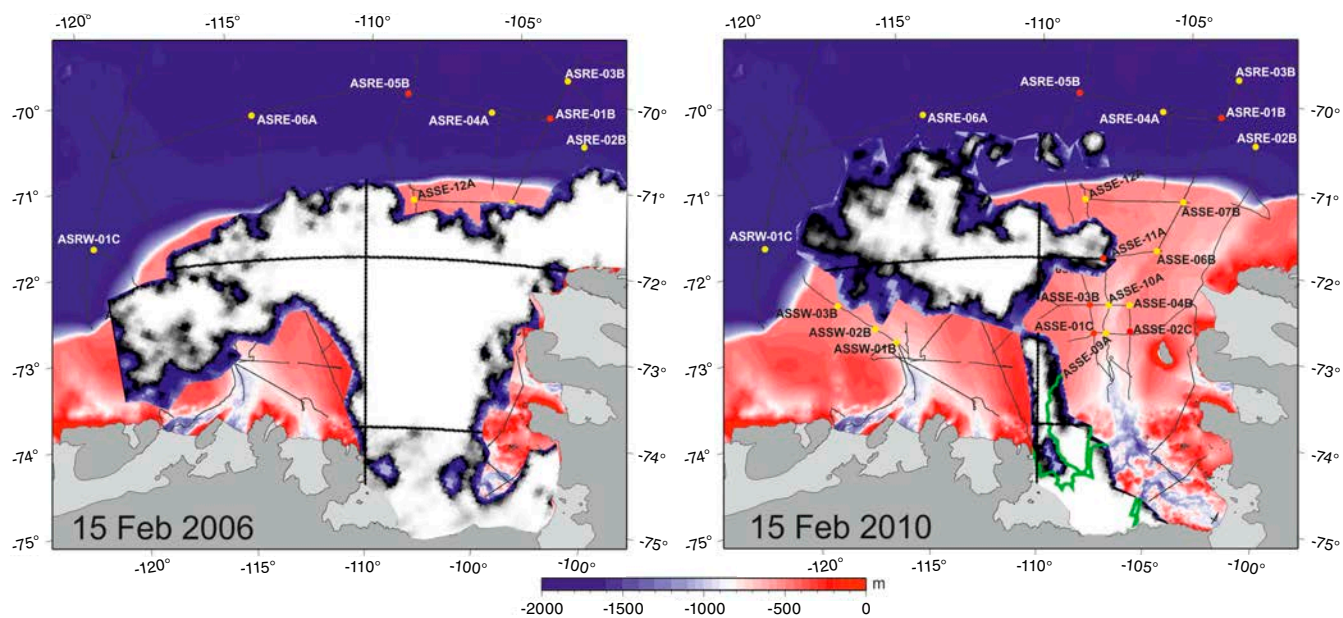 -120° -115° -110° -105°
-120° -115° -110° -105°
ASRE-03B
ASRE-05B
ASRE-01B
ASRE-04A
ASRE-06A
ASRE-02B
ASSE-12A
ASRW-01C
-70°
-71°
-72°
-73°
-74°
-75°
-70°
-71°
-72°
-73°
-74°
-75°
15 Feb 2006
-120° -115° -110° -105° -100°
ASRE-03B
ASRE-05B
ASRE-01B
ASRE-04A
ASRE-06A
ASRE-02B
ASSE-12A
ASSE-07B
ASRW-01C
ASSE-11A
ASSE-06B
ASSE-10A
ASSE-03B
ASSE-04B
ASSW-03B
ASSE-01C
ASSE-02C
ASSW-02B
ASSE-09A
ASSW-01B
-70°
-71°
-72°
-73°
-74°
-75°
-70°
-71°
-72°
-73°
-74°
-75°
15 Feb 2010
-120° -115° -110° -105° -100°
m
-2000 -1500 -1000 -500 0